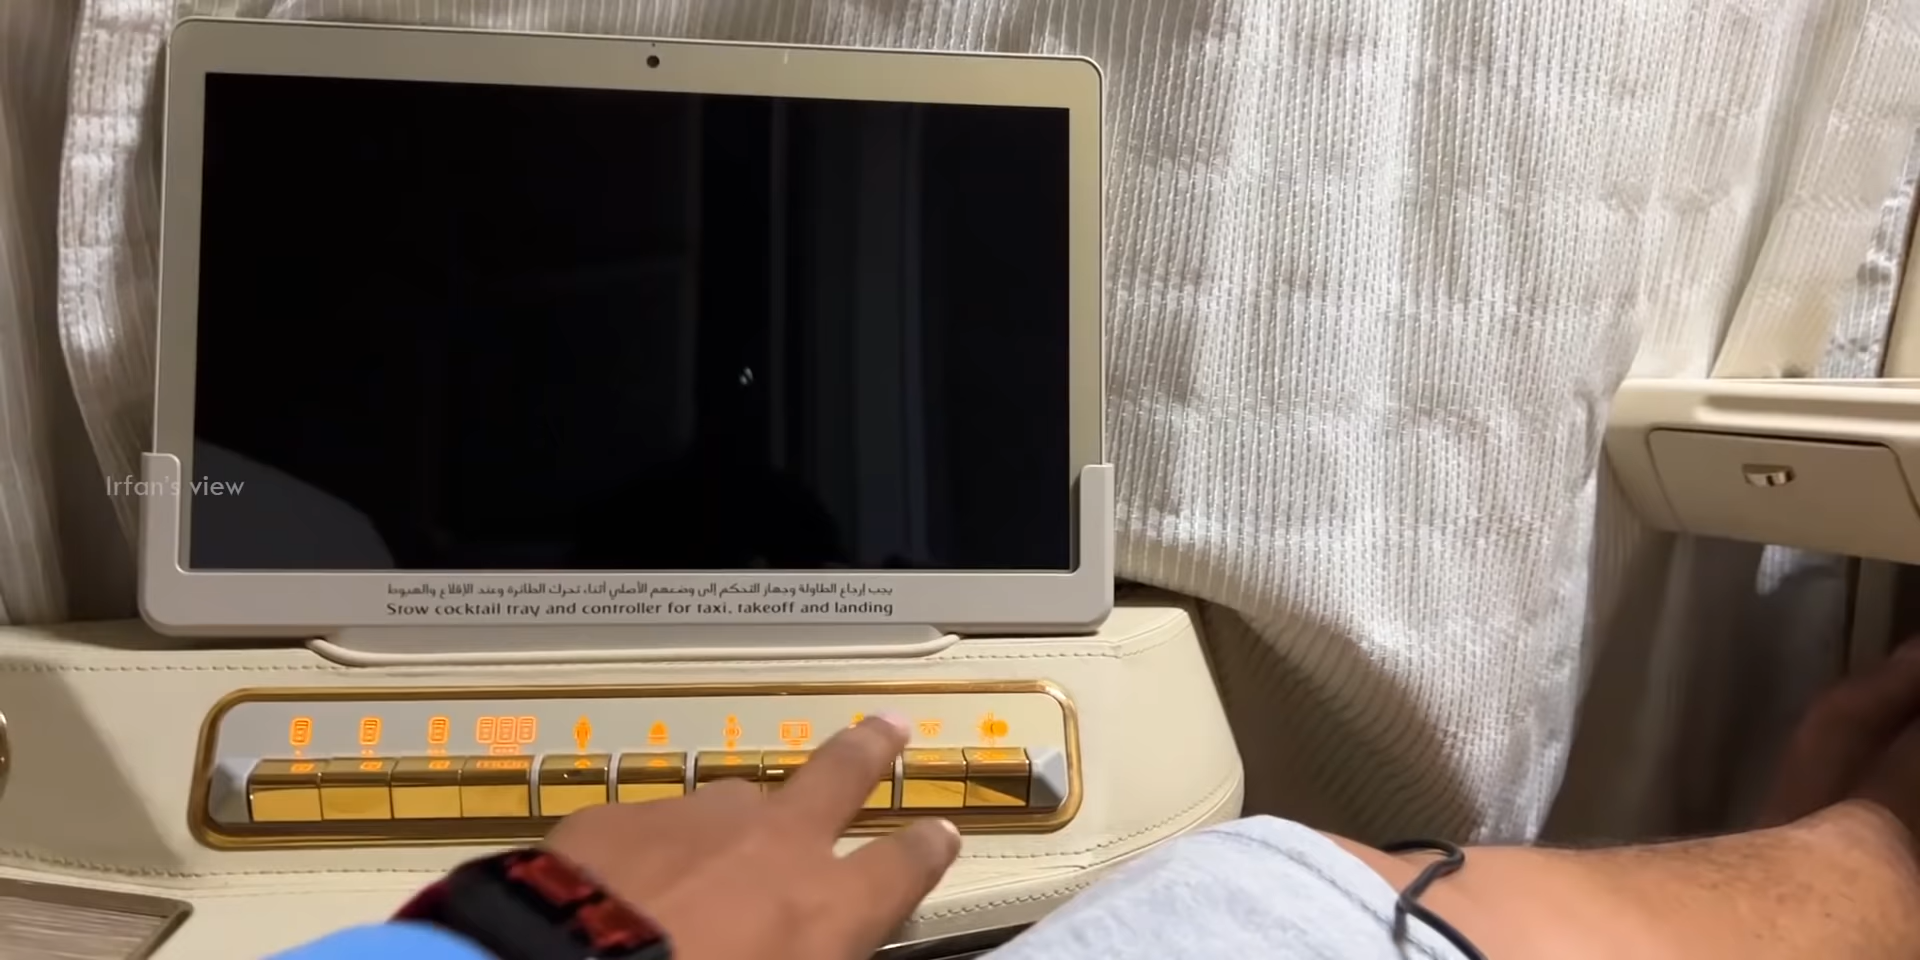 Irfan's view
يجب إرجاع الطاولة وجهاز التحكم إلى وضعهم الأصلي أثناء تحرك الطائرة وعند الإقلاع والهبوط
Stow cocktail tray and controller for taxi, takeoff and landing